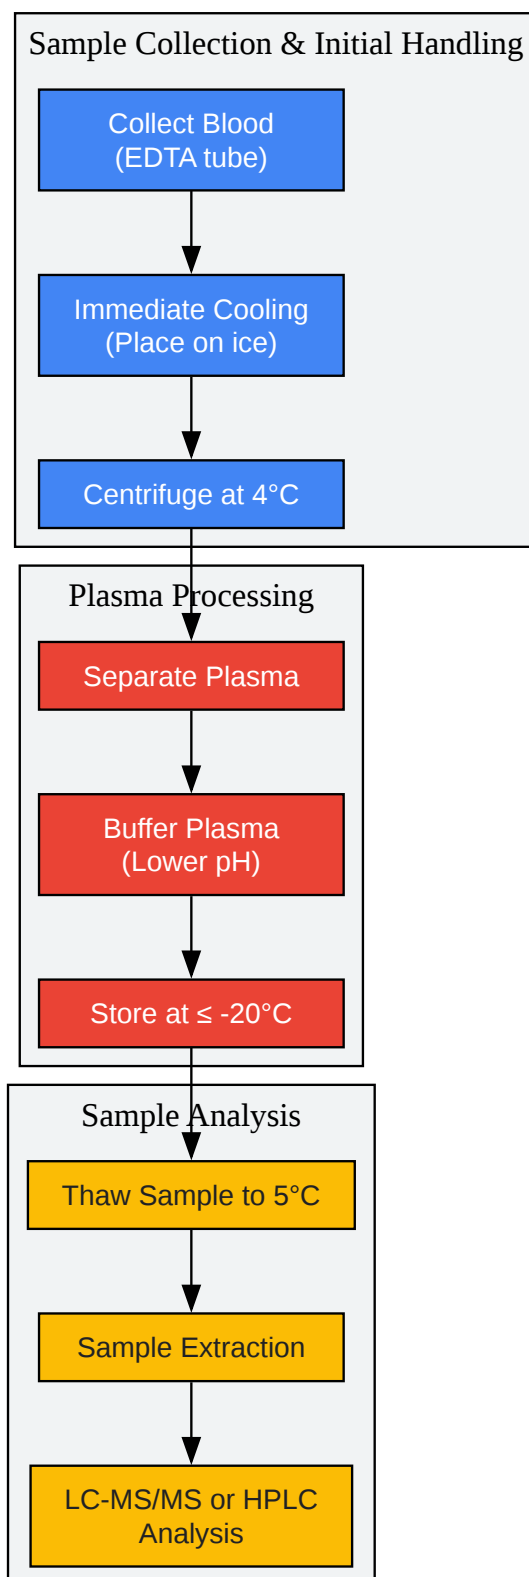 Sample Collection & Initial Handling
Collect Blood
(EDTA tube)
Immediate Cooling
(Place on ice)
Centrifuge at 4°C
Plasma Processing
Separate Plasma
Buffer Plasma
(Lower pH)
Store at ≤ -20°C
Sample Analysis
Thaw Sample to 5°C
Sample Extraction
LC-MS/MS or HPLC
Analysis